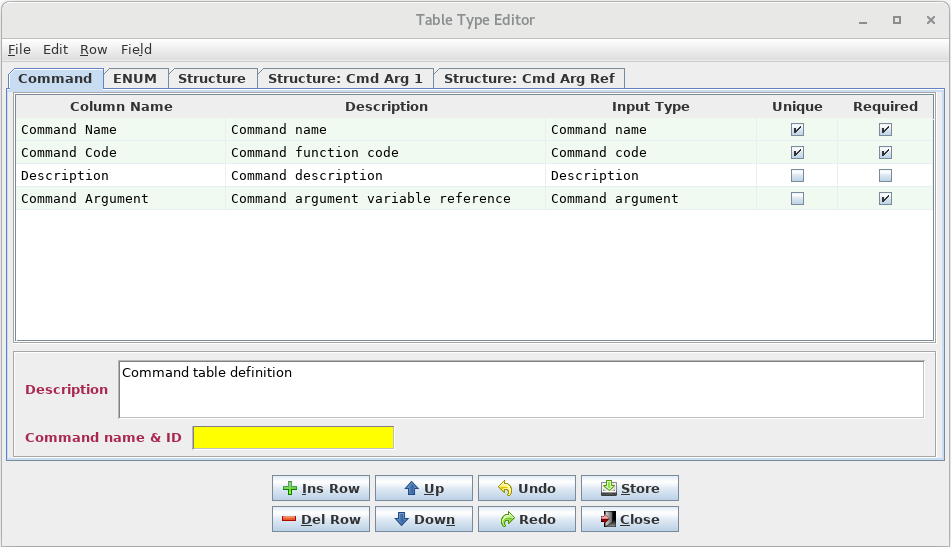 Table Type Editor
File Edit Row Field
Command ENUM Structure Structure: Cmd Arg 1 Structure: Cmd Arg Ref
Column Name Description Input Type Unique Required
Command Name Command name Command name
Command Code Command function code Command code
Description Command description Description
Command Argument Command argument variable reference Command argument
Description Command table definition
Command name & ID
Ins Row Up Undo Store
Del Row Down Redo Close